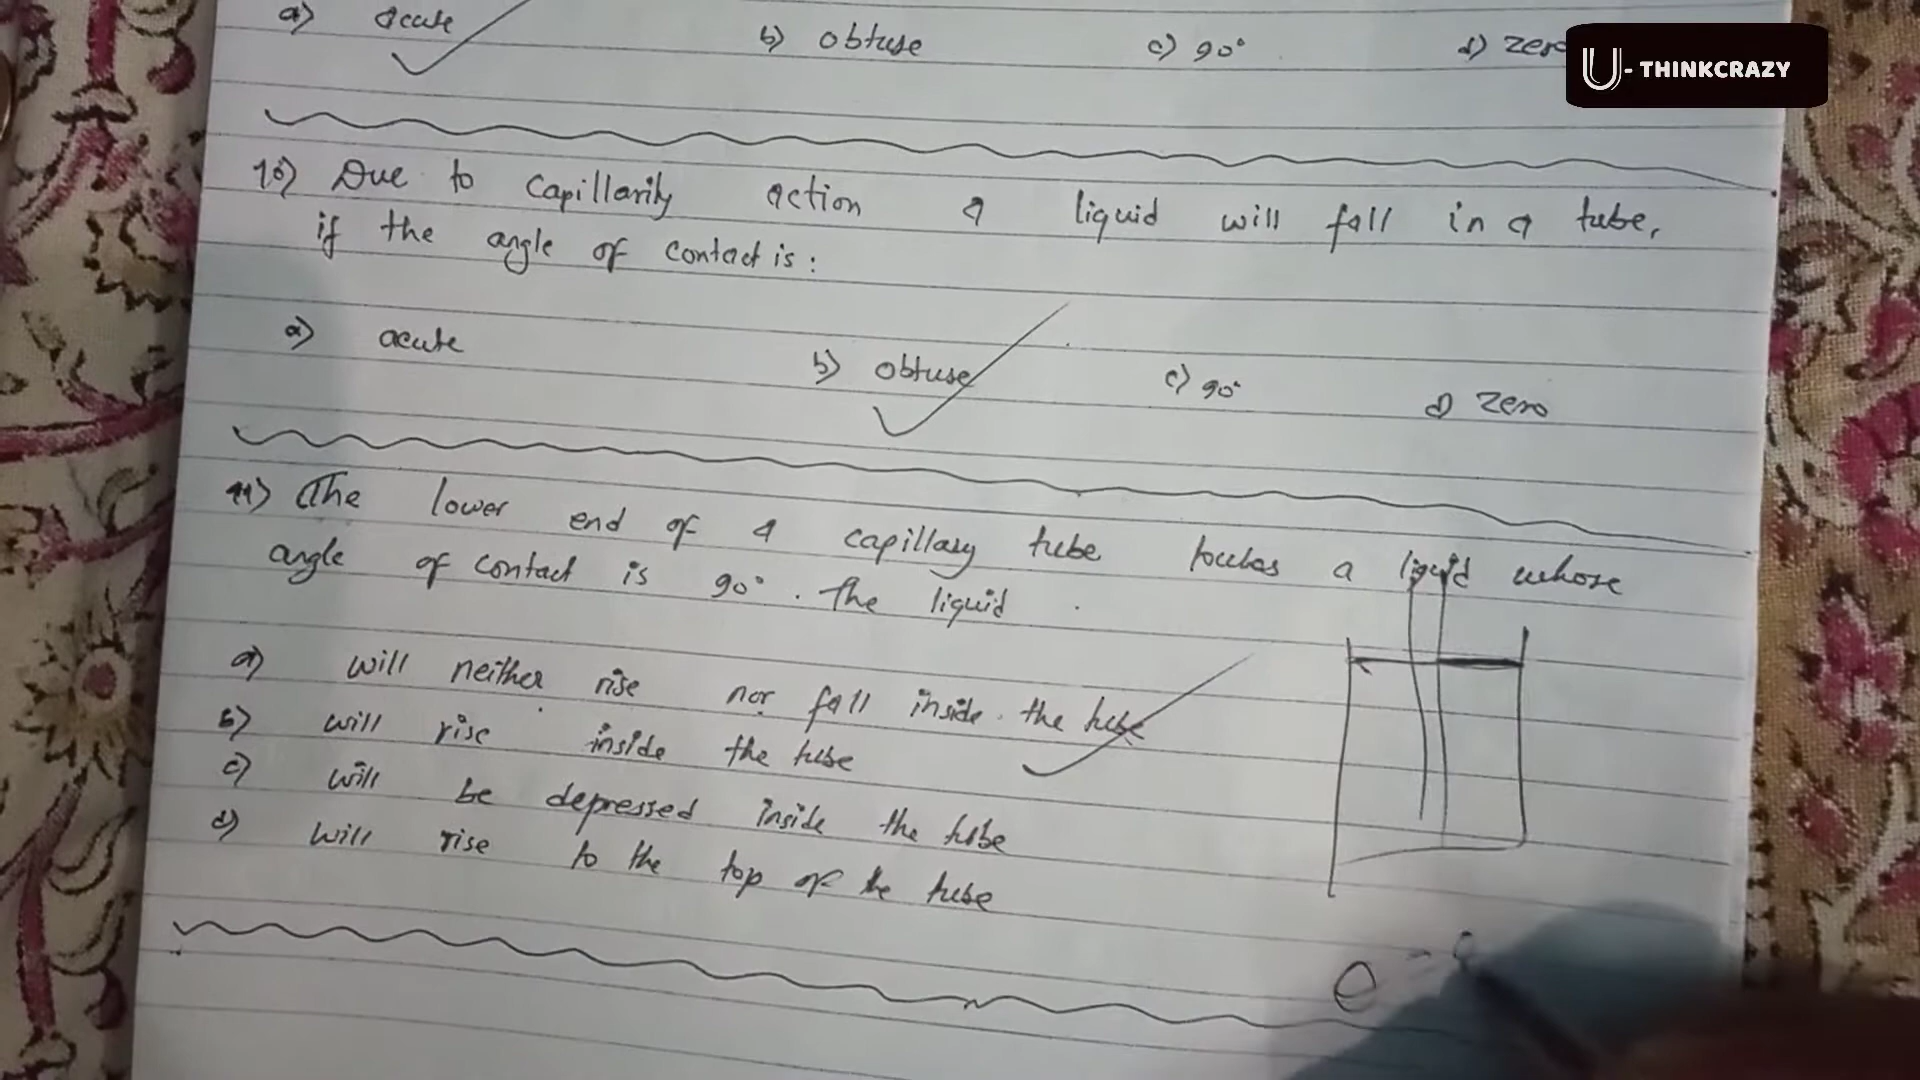 a) acute b) obtuse c) 90° d) zero
U - THINKCRAZY
10) Due to Capillarity action a liquid will fall in a tube,
if the angle of contact is :
a) acute b) obtuse c) 90° d) zero
11) The lower end of a capillary tube touches a liquid whose
angle of contact is 90°. The liquid
a) will neither rise nor fall inside the tube
b) will rise inside the tube
c) will be depressed inside the tube
d) will rise to the top of the tube